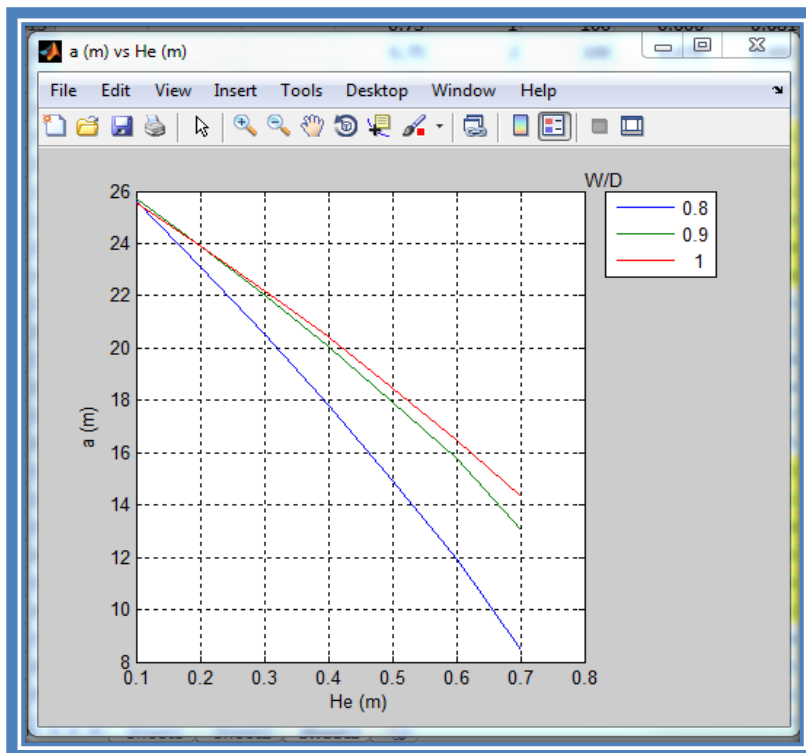 a (m) vs He (m)
File Edit View Insert Tools Desktop Window Help
W/D
0.8
0.9
1
26
24
22
20
18
16
14
12
10
8
a (m)
0.1 0.2 0.3 0.4 0.5 0.6 0.7 0.8
He (m)